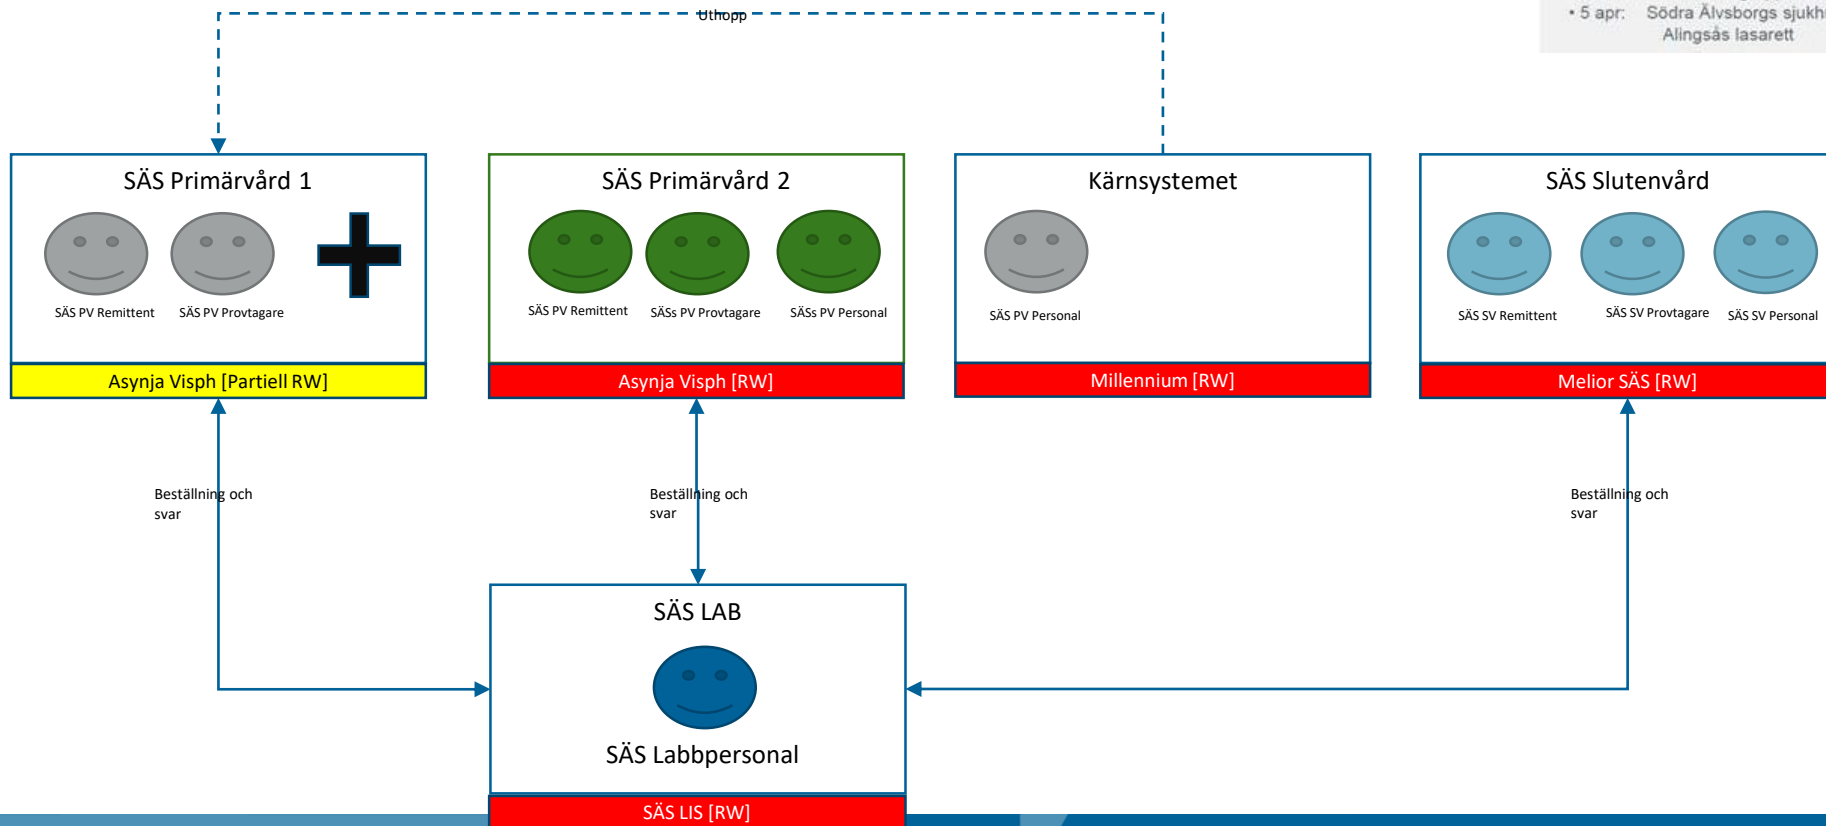 Uthopp
• 5 apr: Södra Älvsborgs
Alingsås lasarett
SÄS Primärvård 1
SÄS PV Remittent
SÄS PV Provtagare
Asynja Visph [Partiell RW]
SÄS Primärvård 2
SÄS PV Remittent
SÄSs PV Provtagare
SÄSs PV Personal
Asynja Visph [RW]
Kärnsystemet
SÄS PV Personal
Millennium [RW]
SÄS Slutenvård
SÄS SV Remittent
SÄS SV Provtagare
SÄS SV Personal
Melior SÄS [RW]
Beställning och
svar
Beställning och
svar
Beställning och
svar
SÄS LAB
SÄS Labbpersonal
SÄS LIS [RW]